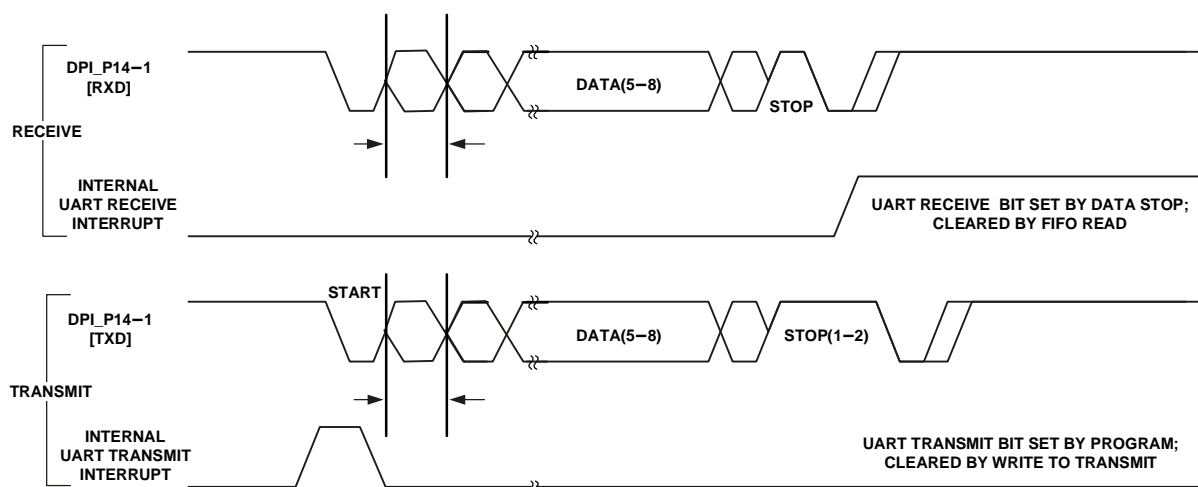 DPI_P14–1
[RXD]
DATA(5–8)
STOP
RECEIVE
INTERNAL
UART RECEIVE
INTERRUPT
UART RECEIVE BIT SET BY DATA STOP;
CLEARED BY FIFO READ
START
DPI_P14–1
[TXD]
DATA(5–8)
STOP(1–2)
TRANSMIT
INTERNAL
UART TRANSMIT
INTERRUPT
UART TRANSMIT BIT SET BY PROGRAM;
CLEARED BY WRITE TO TRANSMIT